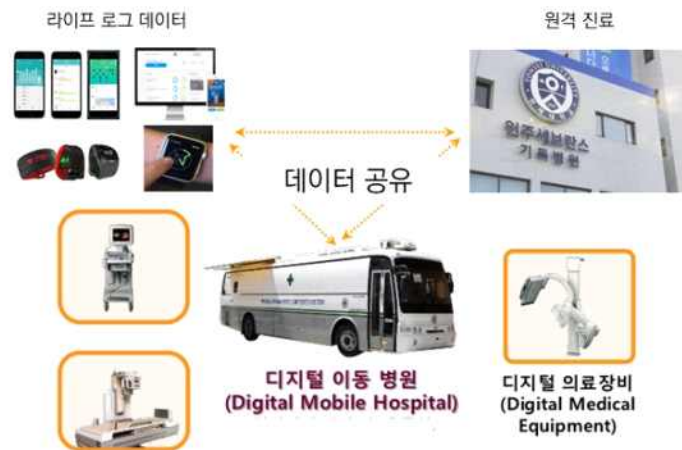 라이프 로그 데이터
원격 진료
원주세브란스
기독병원
데이터 공유
디지털 이동 병원
(Digital Mobile Hospital)
디지털 의료장비
(Digital Medical
Equipment)